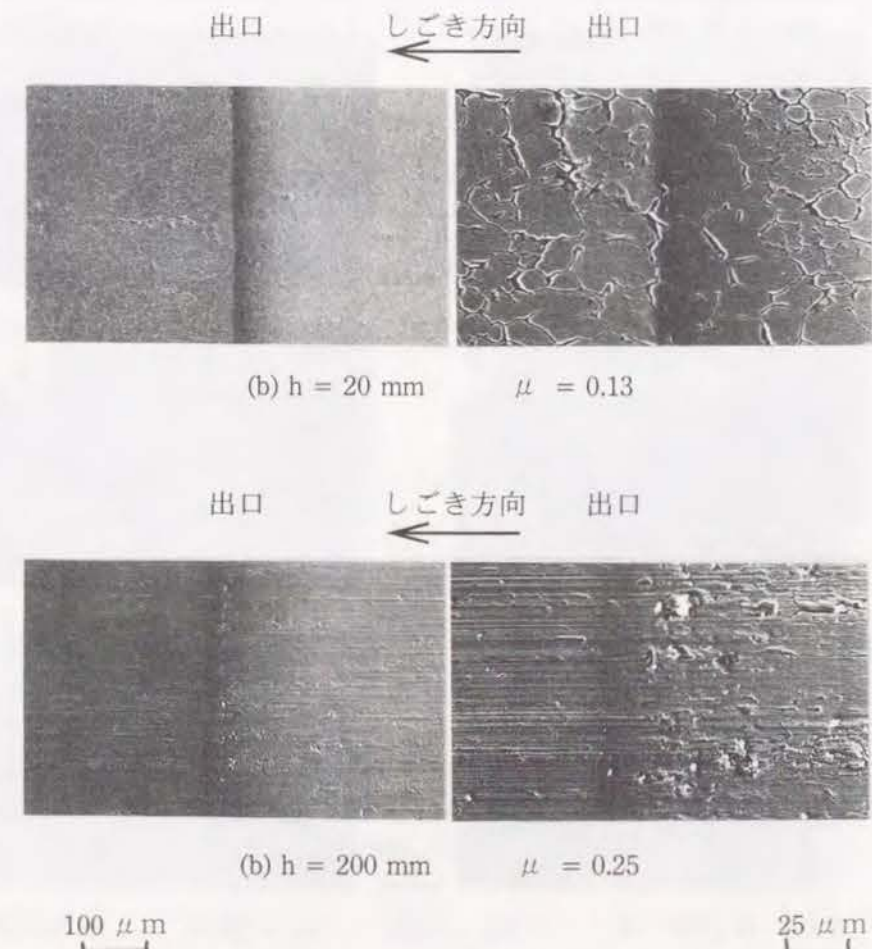 出口 しごき方向 出口
(b) h = 20 mm μ = 0.13
出口 しごき方向 出口
(b) h = 200 mm μ = 0.25
100 μm 25 μm